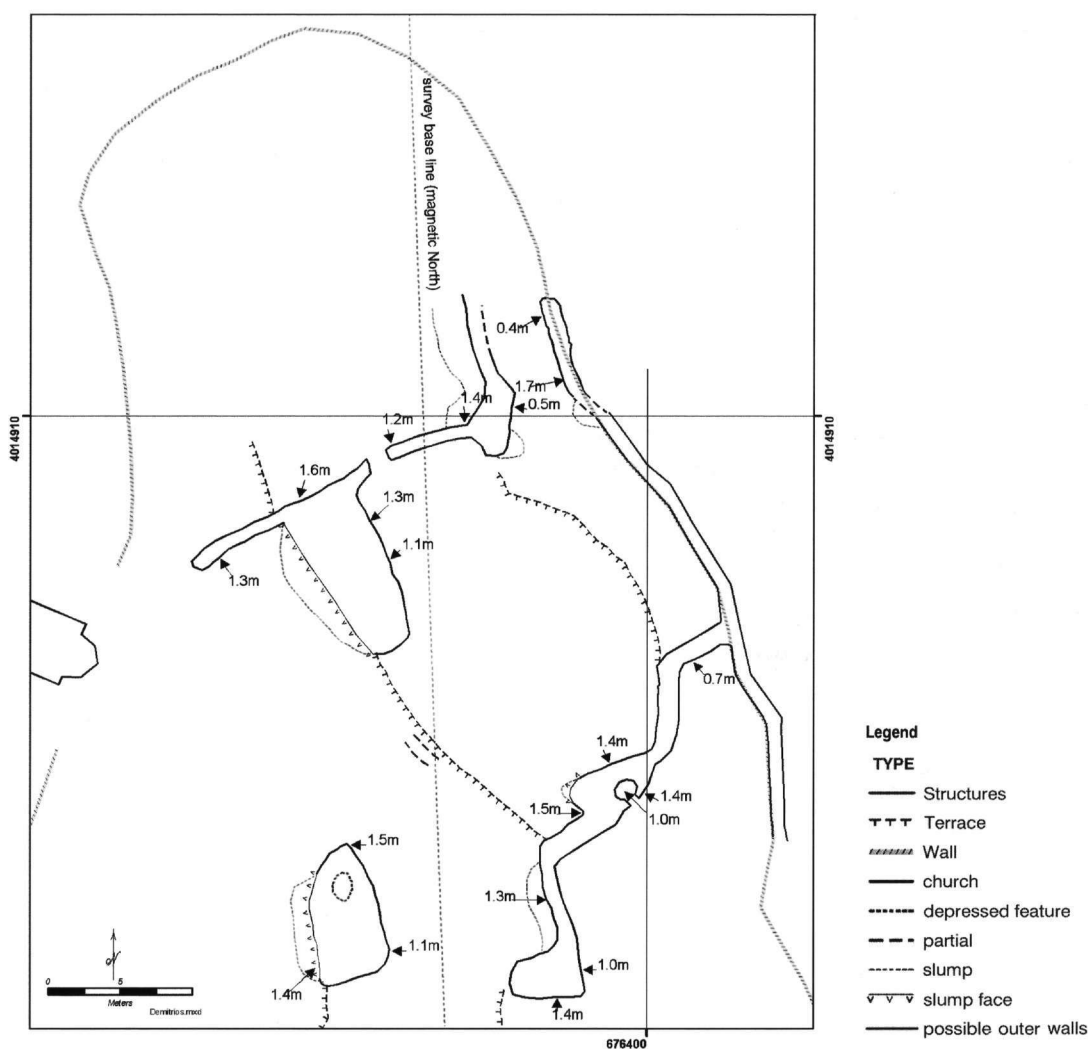 survey base line (magnetic North)
0.4m
1.7m
1.4m
0.5m
4014910
4014910
1.2m
1.6m
1.3m
1.1m
1.3m
0.7m
1.4m
1.4m
1.5m
1.0m
1.5m
1.3m
1.1m
1.0m
1.4m
1.4m
N
0 5
Meters
Demitrios.mxd
676400
Legend
TYPE
Structures
Terrace
Wall
church
depressed feature
partial
slump
slump face
possible outer walls